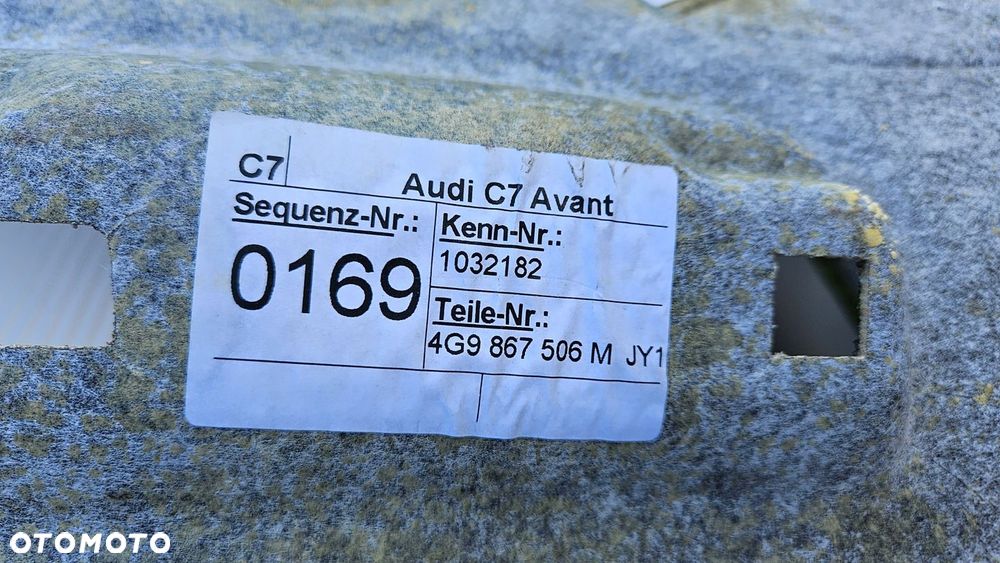 C7
Audi C7 Avant
Sequenz-Nr.:
0169
Kenn-Nr.:
1032182
Teile-Nr.:
4G9 867 506 M JY1
OTOMOTO